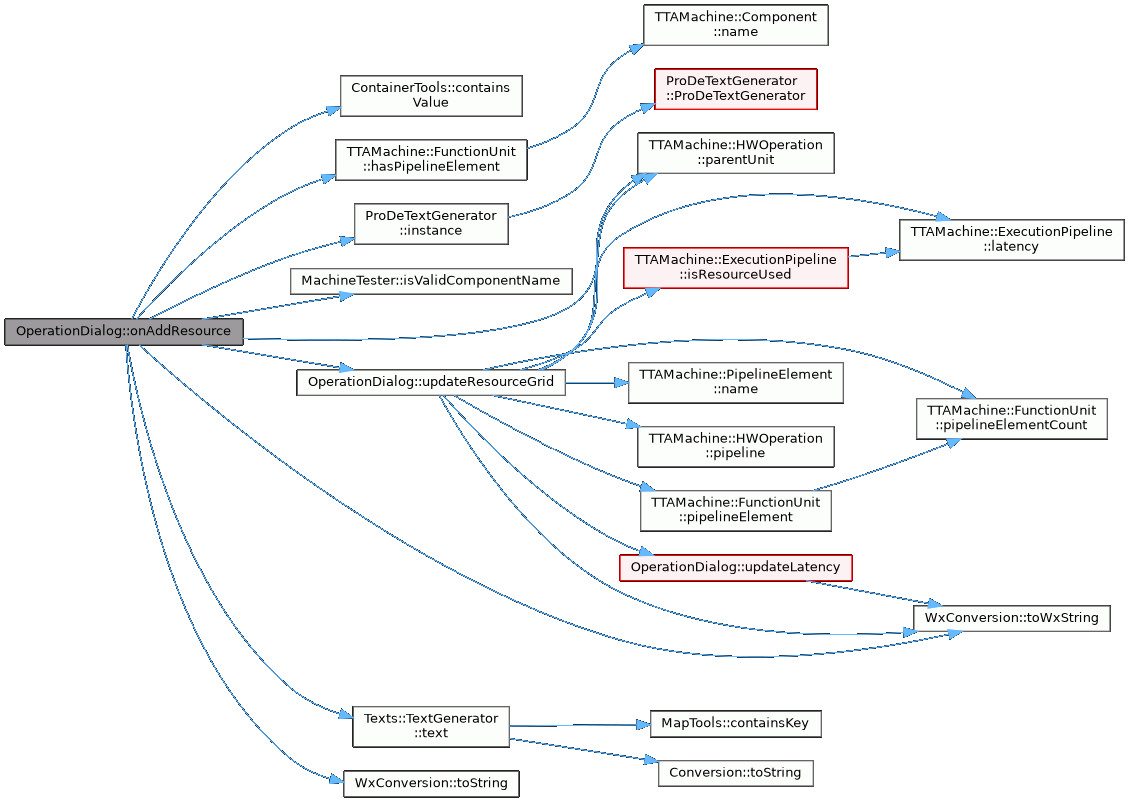 TTAMachine::Component
::name
ProDeTextGenerator
::ProDeTextGenerator
ContainerTools::contains
Value
TTAMachine::HWOperation
::parentUnit
TTAMachine::FunctionUnit
::hasPipelineElement
ProDeTextGenerator
::instance
TTAMachine::ExecutionPipeline
::latency
TTAMachine::ExecutionPipeline
::isResourceUsed
MachineTester::isValidComponentName
OperationDialog::onAddResource
OperationDialog::updateResourceGrid
TTAMachine::PipelineElement
::name
TTAMachine::FunctionUnit
::pipelineElementCount
TTAMachine::HWOperation
::pipeline
TTAMachine::FunctionUnit
::pipelineElement
OperationDialog::updateLatency
WxConversion::toWxString
Texts::TextGenerator
::text
MapTools::containsKey
Conversion::toString
WxConversion::toString